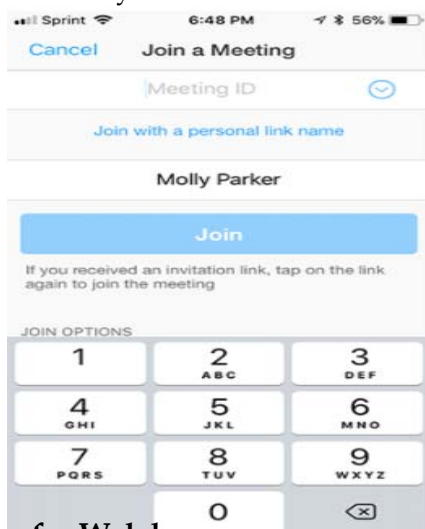 Sprint 6:48 PM 56%
Cancel Join a Meeting
Meeting ID
Join with a personal link name
Molly Parker
Join
If you received an invitation link, tap on the link
again to join the meeting
JOIN OPTIONS
1 2 3
ABC DEF
4 5 6
GHI JKL MNO
7 8 9
PQRS TUV WXYZ
0